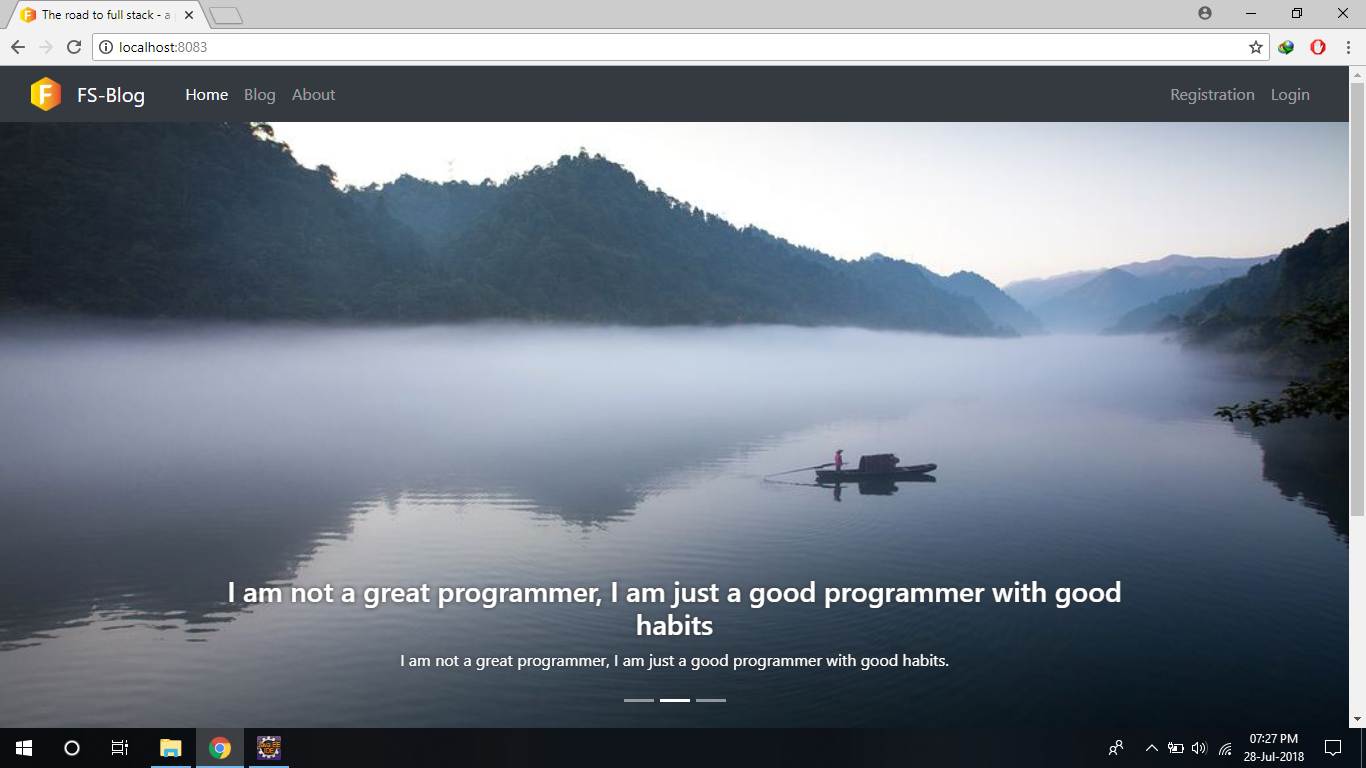 The road to full stack - a
localhost:8083
F
FS-Blog
Home
Blog
About
Registration
Login
I am not a great programmer, I am just a good programmer with good
habits
I am not a great programmer, I am just a good programmer with good habits.
07:27 PM
28-Jul-2018